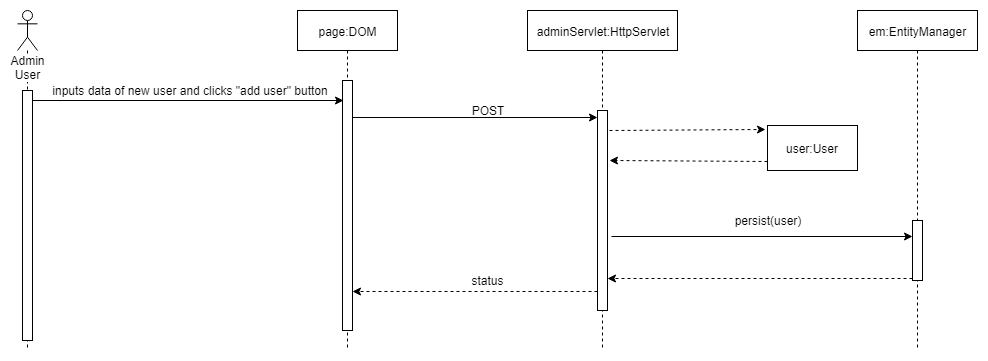 page:DOM
adminServlet:HttpServlet
em:EntityManager
Admin
User
inputs data of new user and clicks "add user" button
POST
user:User
persist(user)
status